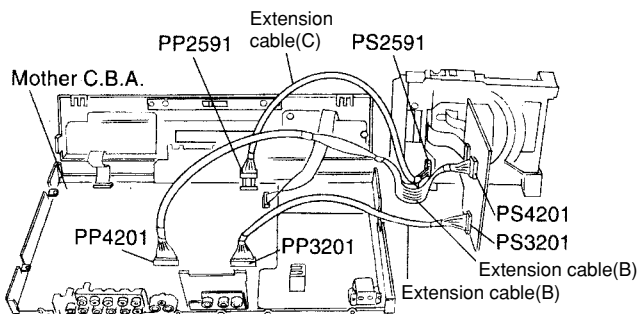 Extension
cable(C)
PP2591
PS2591
Mother C.B.A.
PS4201
PP4201
PP3201
PS3201
Extension cable(B)
Extension cable(B)